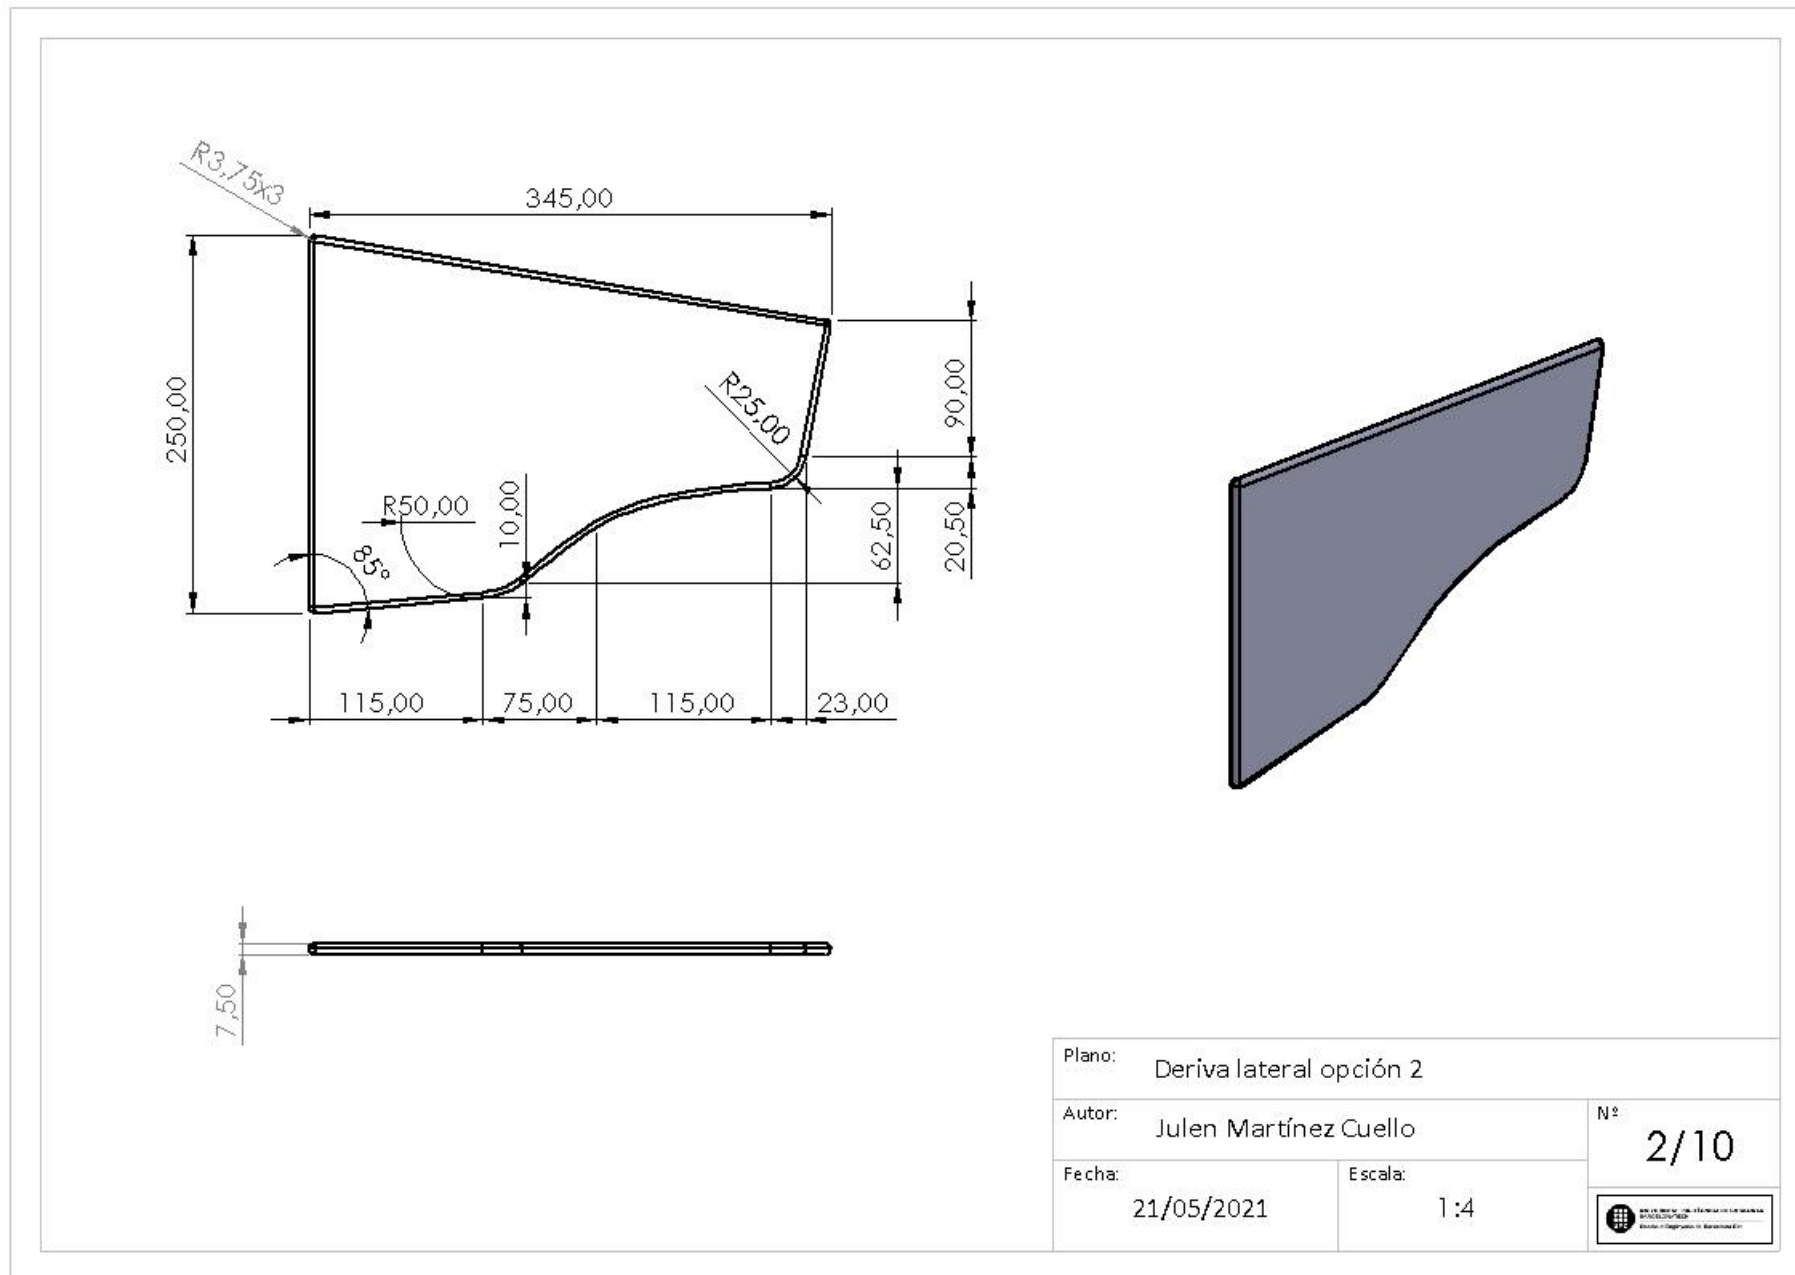 R3,75x3
345,00
250,00
90,00
R25,00
R50,00
10,00
62,50
20,50
85°
115,00
75,00
115,00
23,00
7,50
Plano:
Deriva lateral opción 2
Autor:
Julen Martínez Cuello
Nº
2/10
Fecha:
21/05/2021
Escala:
1:4